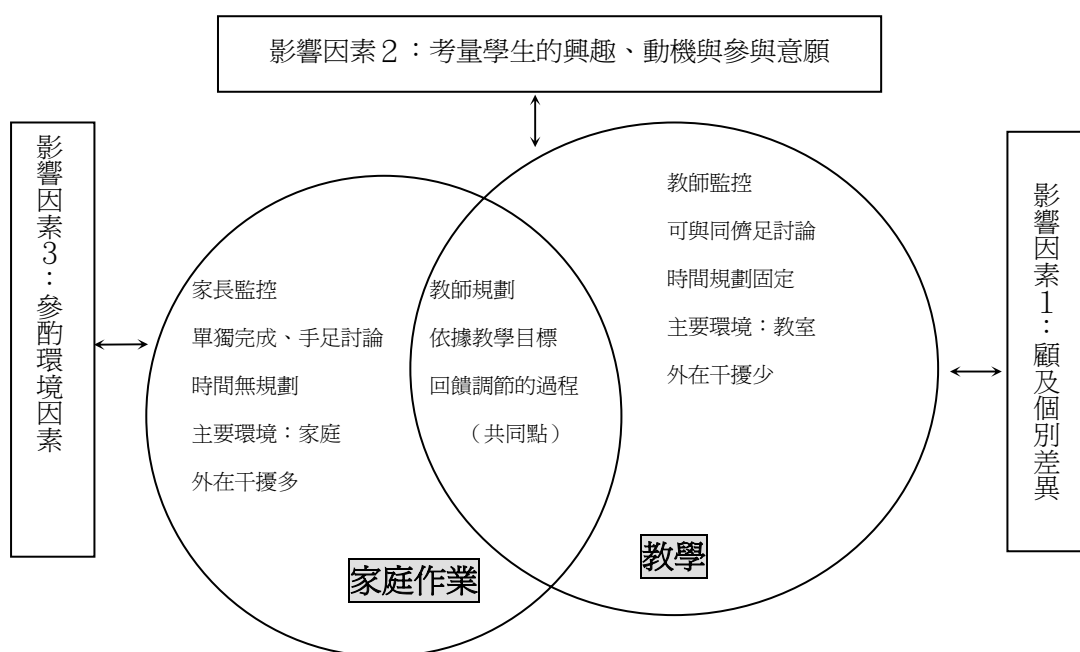 影響因素２：考量學生的興趣、動機與參與意願
影響因素３：參酌環境因素
家長監控
單獨完成、手足討論
時間無規劃
主要環境：家庭
外在干擾多
教師規劃
依據教學目標
回饋調節的過程
（共同點）
教師監控
可與同儕足討論
時間規劃固定
主要環境：教室
外在干擾少
影響因素１：顧及個別差異
家庭作業
教學